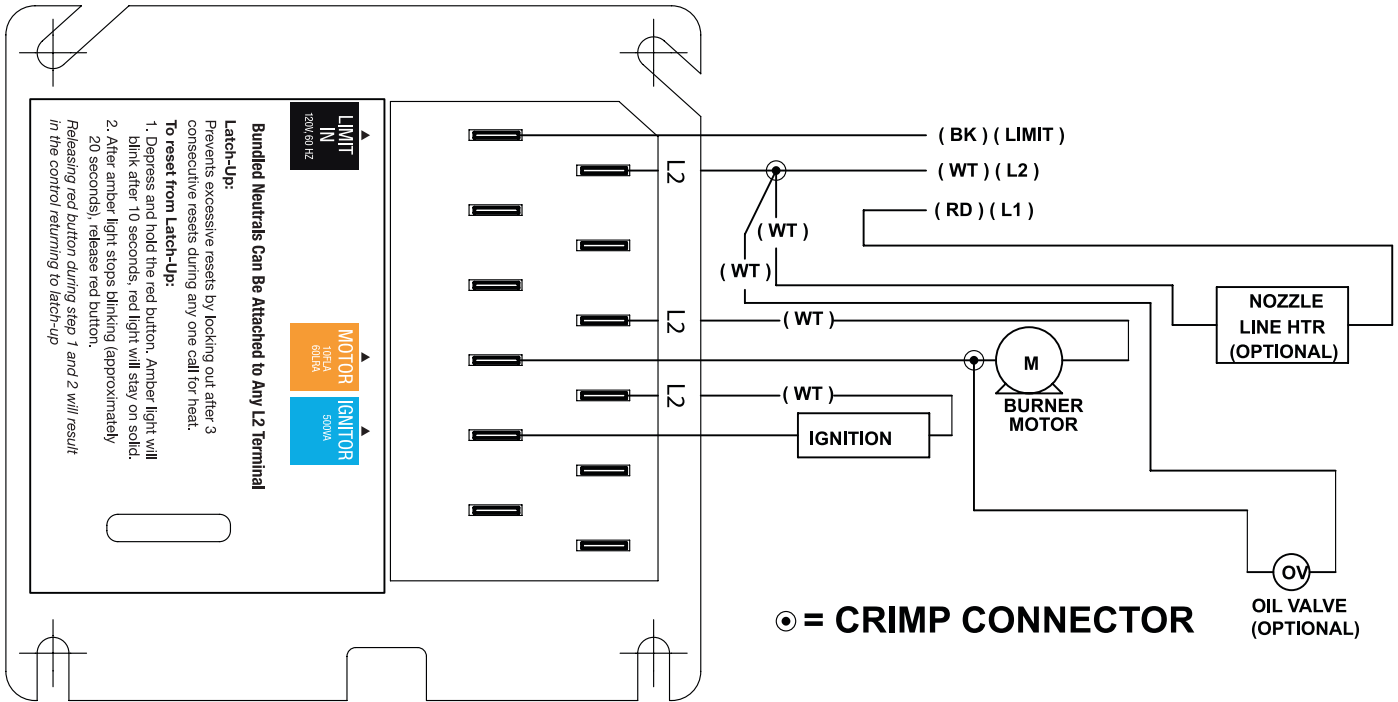 LIMIT
IN
120V, 60 HZ
MOTOR
10FLA
60LRA
IGNITOR
500VA
Bundled Neutrals Can Be Attached to Any L2 Terminal
Latch-Up:
Prevents excessive resets by locking out after 3
consecutive resets during any one call for heat.
To reset from Latch-Up:
1. Depress and hold the red button. Amber light will
blink after 10 seconds, red light will stay on solid.
2. After amber light stops blinking (approximately
20 seconds), release red button.
Releasing red button during step 1 and 2 will result
in the control returning to latch-up
L2
L2
L2
( BK ) ( LIMIT )
( WT ) ( L2 )
( RD ) ( L1 )
( WT )
( WT )
( WT )
( WT )
NOZZLE
LINE HTR
(OPTIONAL)
M
BURNER
MOTOR
IGNITION
OV
OIL VALVE
(OPTIONAL)
= CRIMP CONNECTOR